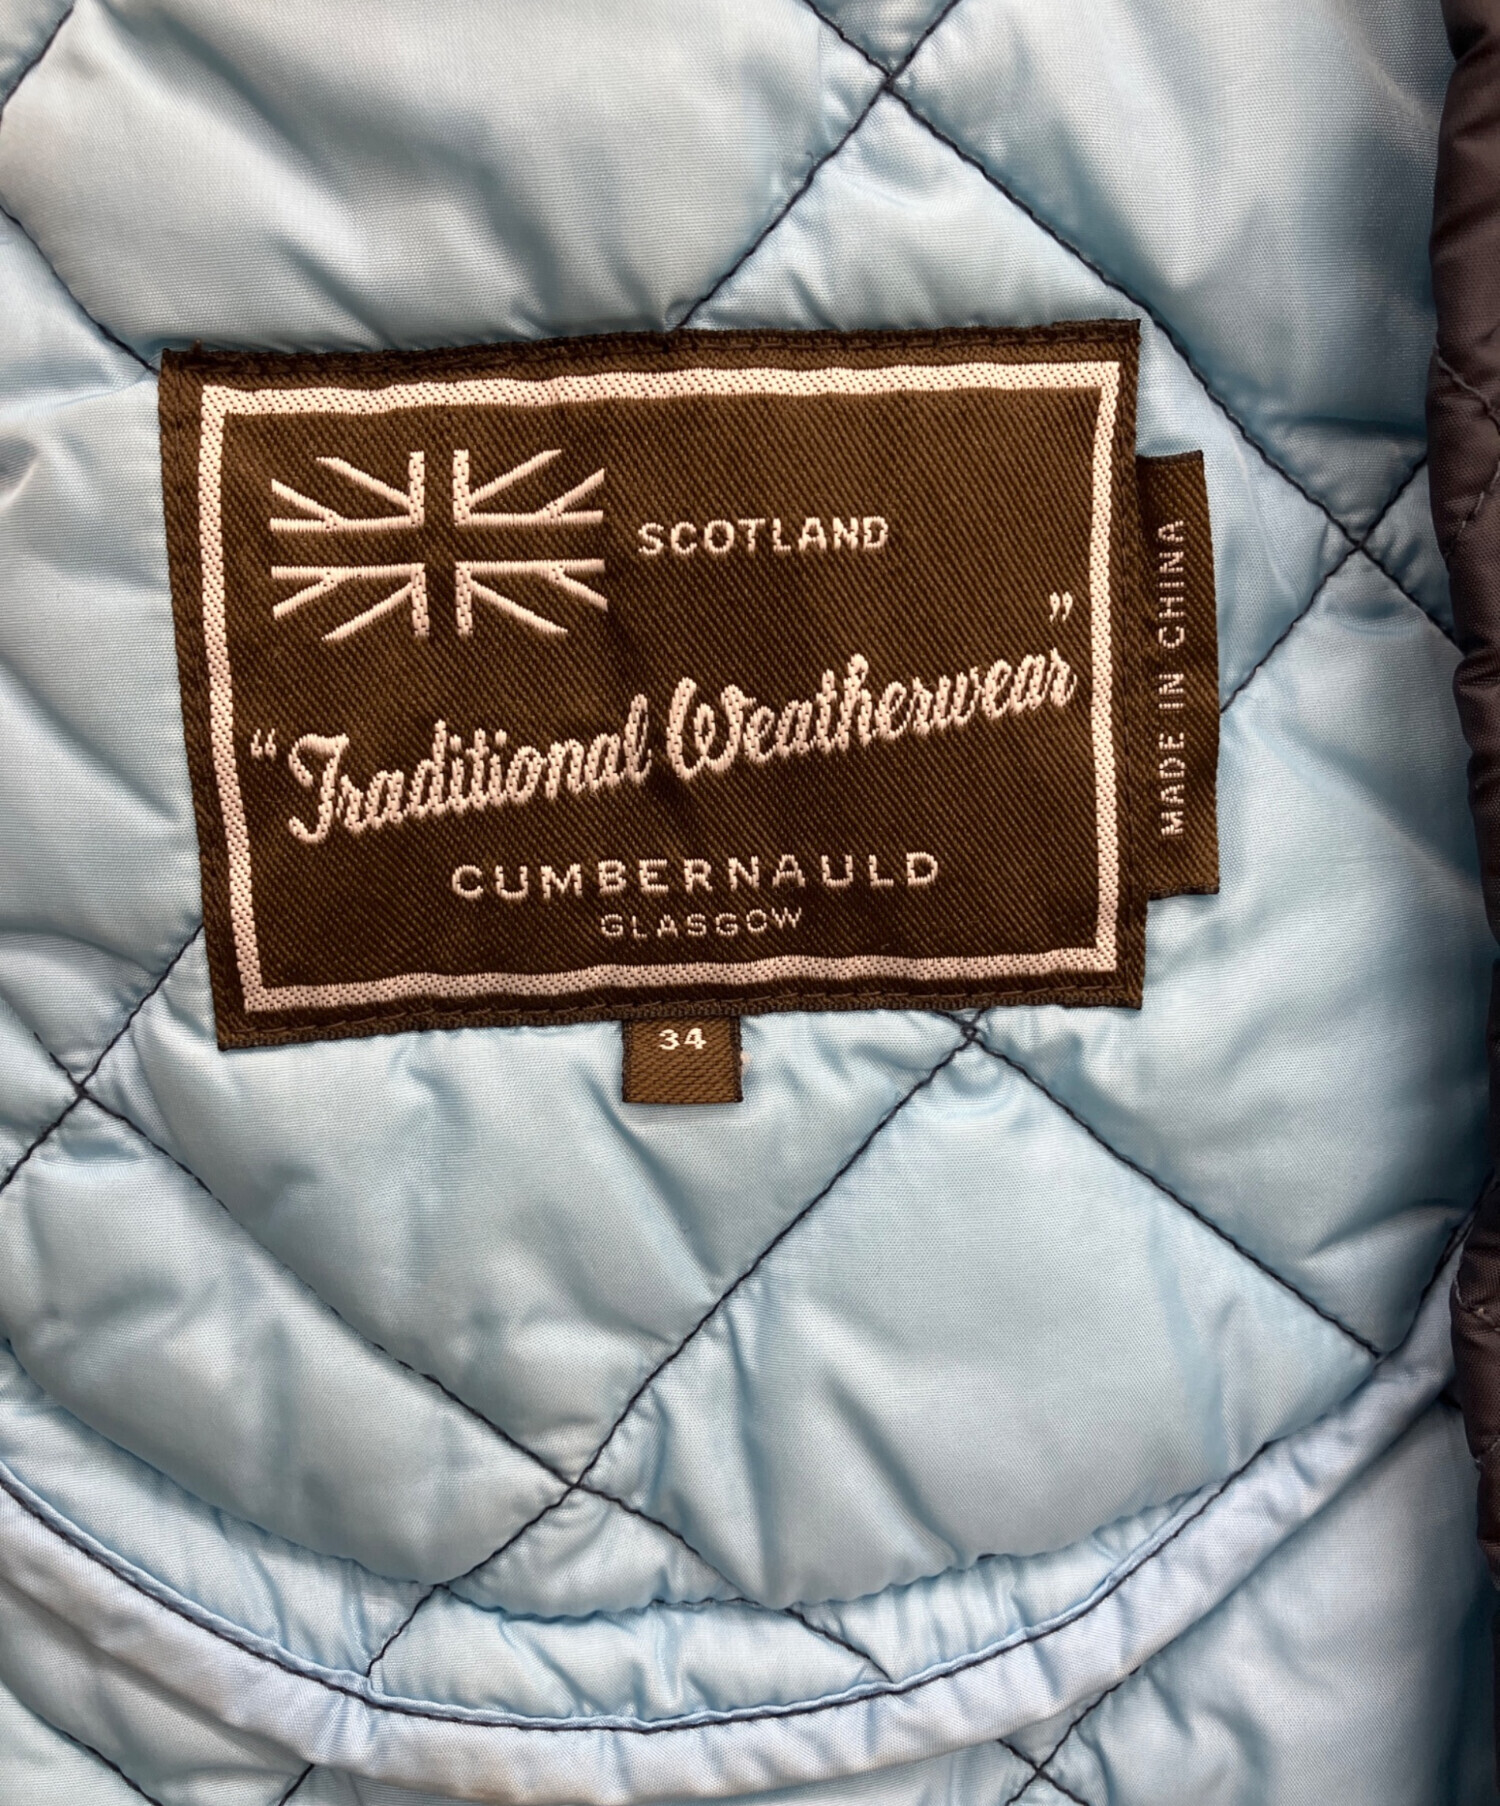 SCOTLAND
"Traditional Weatherwear"
CUMBERNAULD
GLASGOW
34
MADE IN CHINA